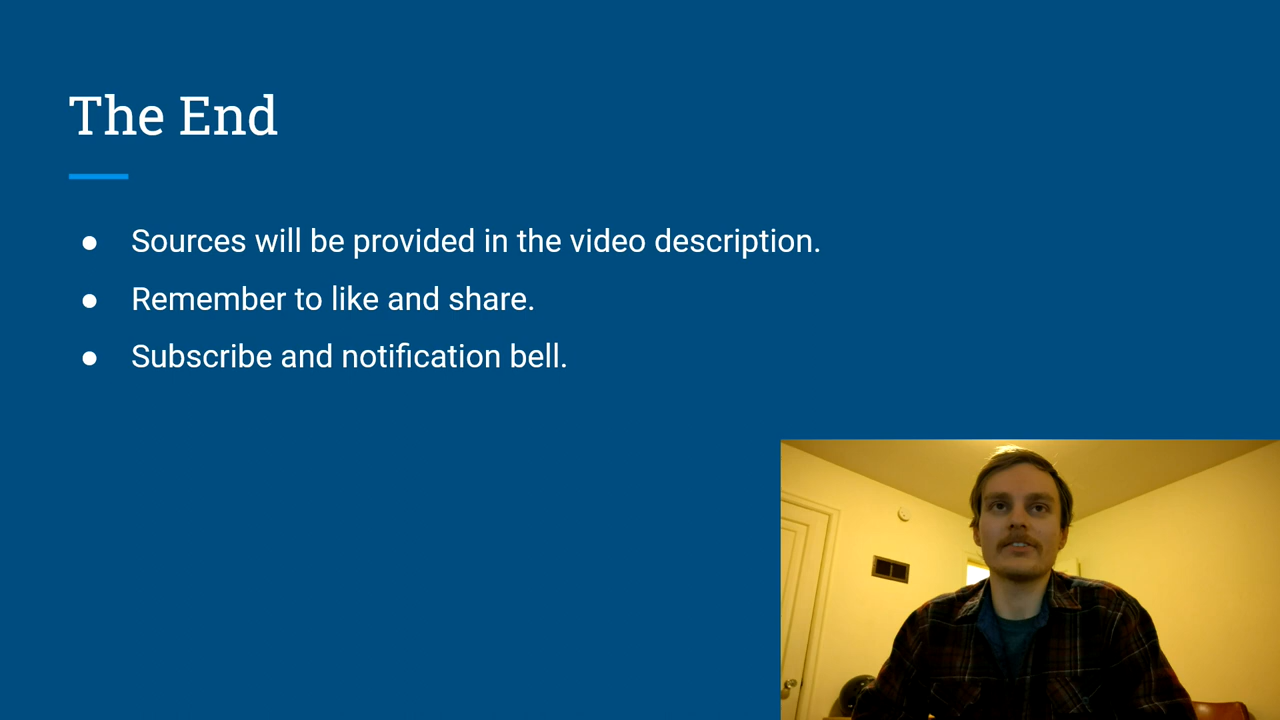 The End
● Sources will be provided in the video description.
● Remember to like and share.
● Subscribe and notification bell.